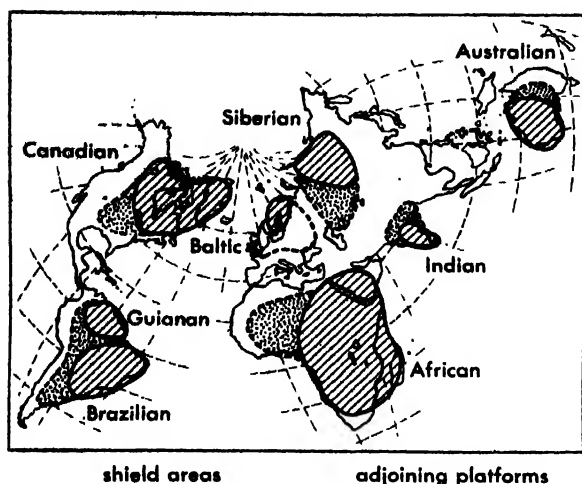 Australian
Siberian
Canadian
Baltic
Indian
Guianan
African
Brazilian
shield areas adjoining platforms